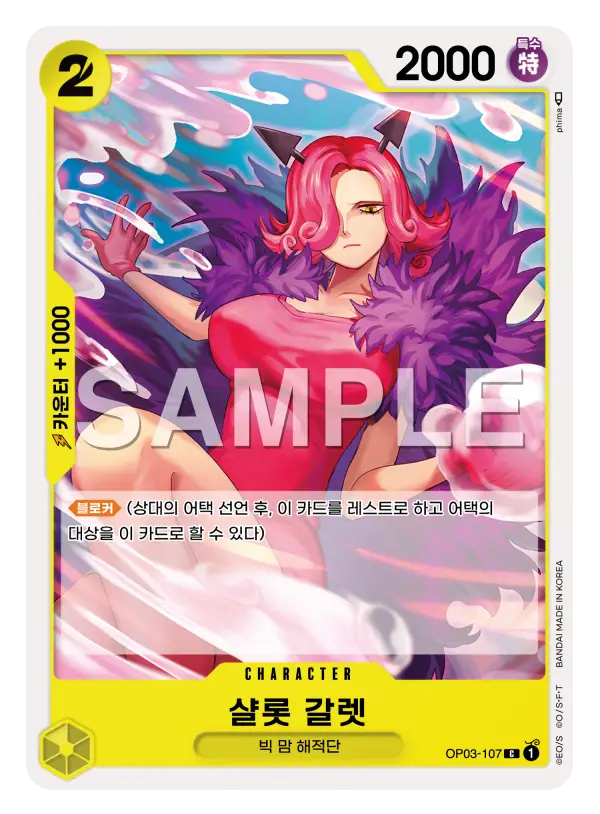 2
2000
특수
特
phima
카운터 +1000
SAMPLE
블로커 (상대의 어택 선언 후, 이 카드를 레스트로 하고 어택의
대상을 이 카드로 할 수 있다)
CHARACTER
샬롯 갈렛
빅 맘 해적단
OP03-107 C 1
©EO/S ©O/S·F·T BANDAI MADE IN KOREA